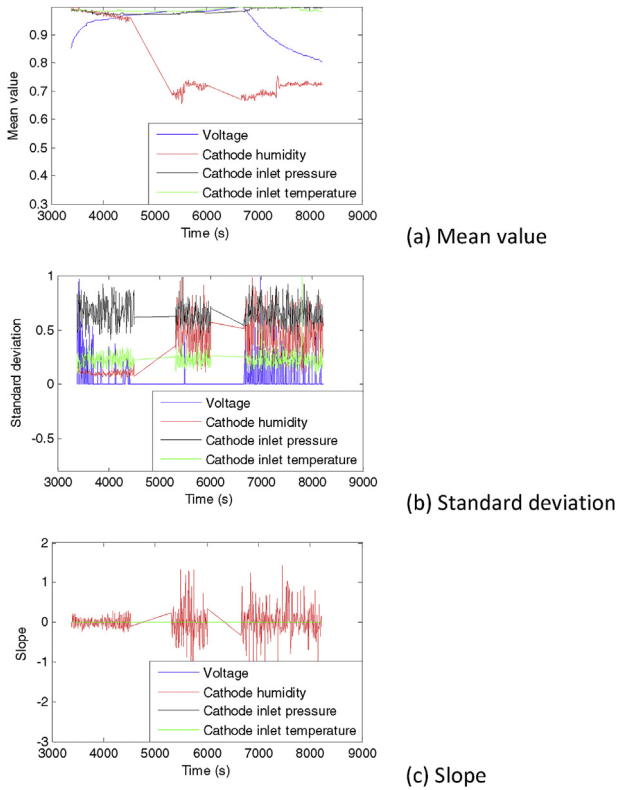 0.9
0.8
0.7
0.6
0.5
0.4
0.3
Mean value
Voltage
Cathode humidity
Cathode inlet pressure
Cathode inlet temperature
3000 4000 5000 6000 7000 8000 9000
Time (s)
(a) Mean value
1
0.5
0
-0.5
Standard deviation
Voltage
Cathode humidity
Cathode inlet pressure
Cathode inlet temperature
3000 4000 5000 6000 7000 8000 9000
Time (s)
(b) Standard deviation
2
1
0
-1
-2
-3
Slope
Voltage
Cathode humidity
Cathode inlet pressure
Cathode inlet temperature
3000 4000 5000 6000 7000 8000 9000
Time (s)
(c) Slope